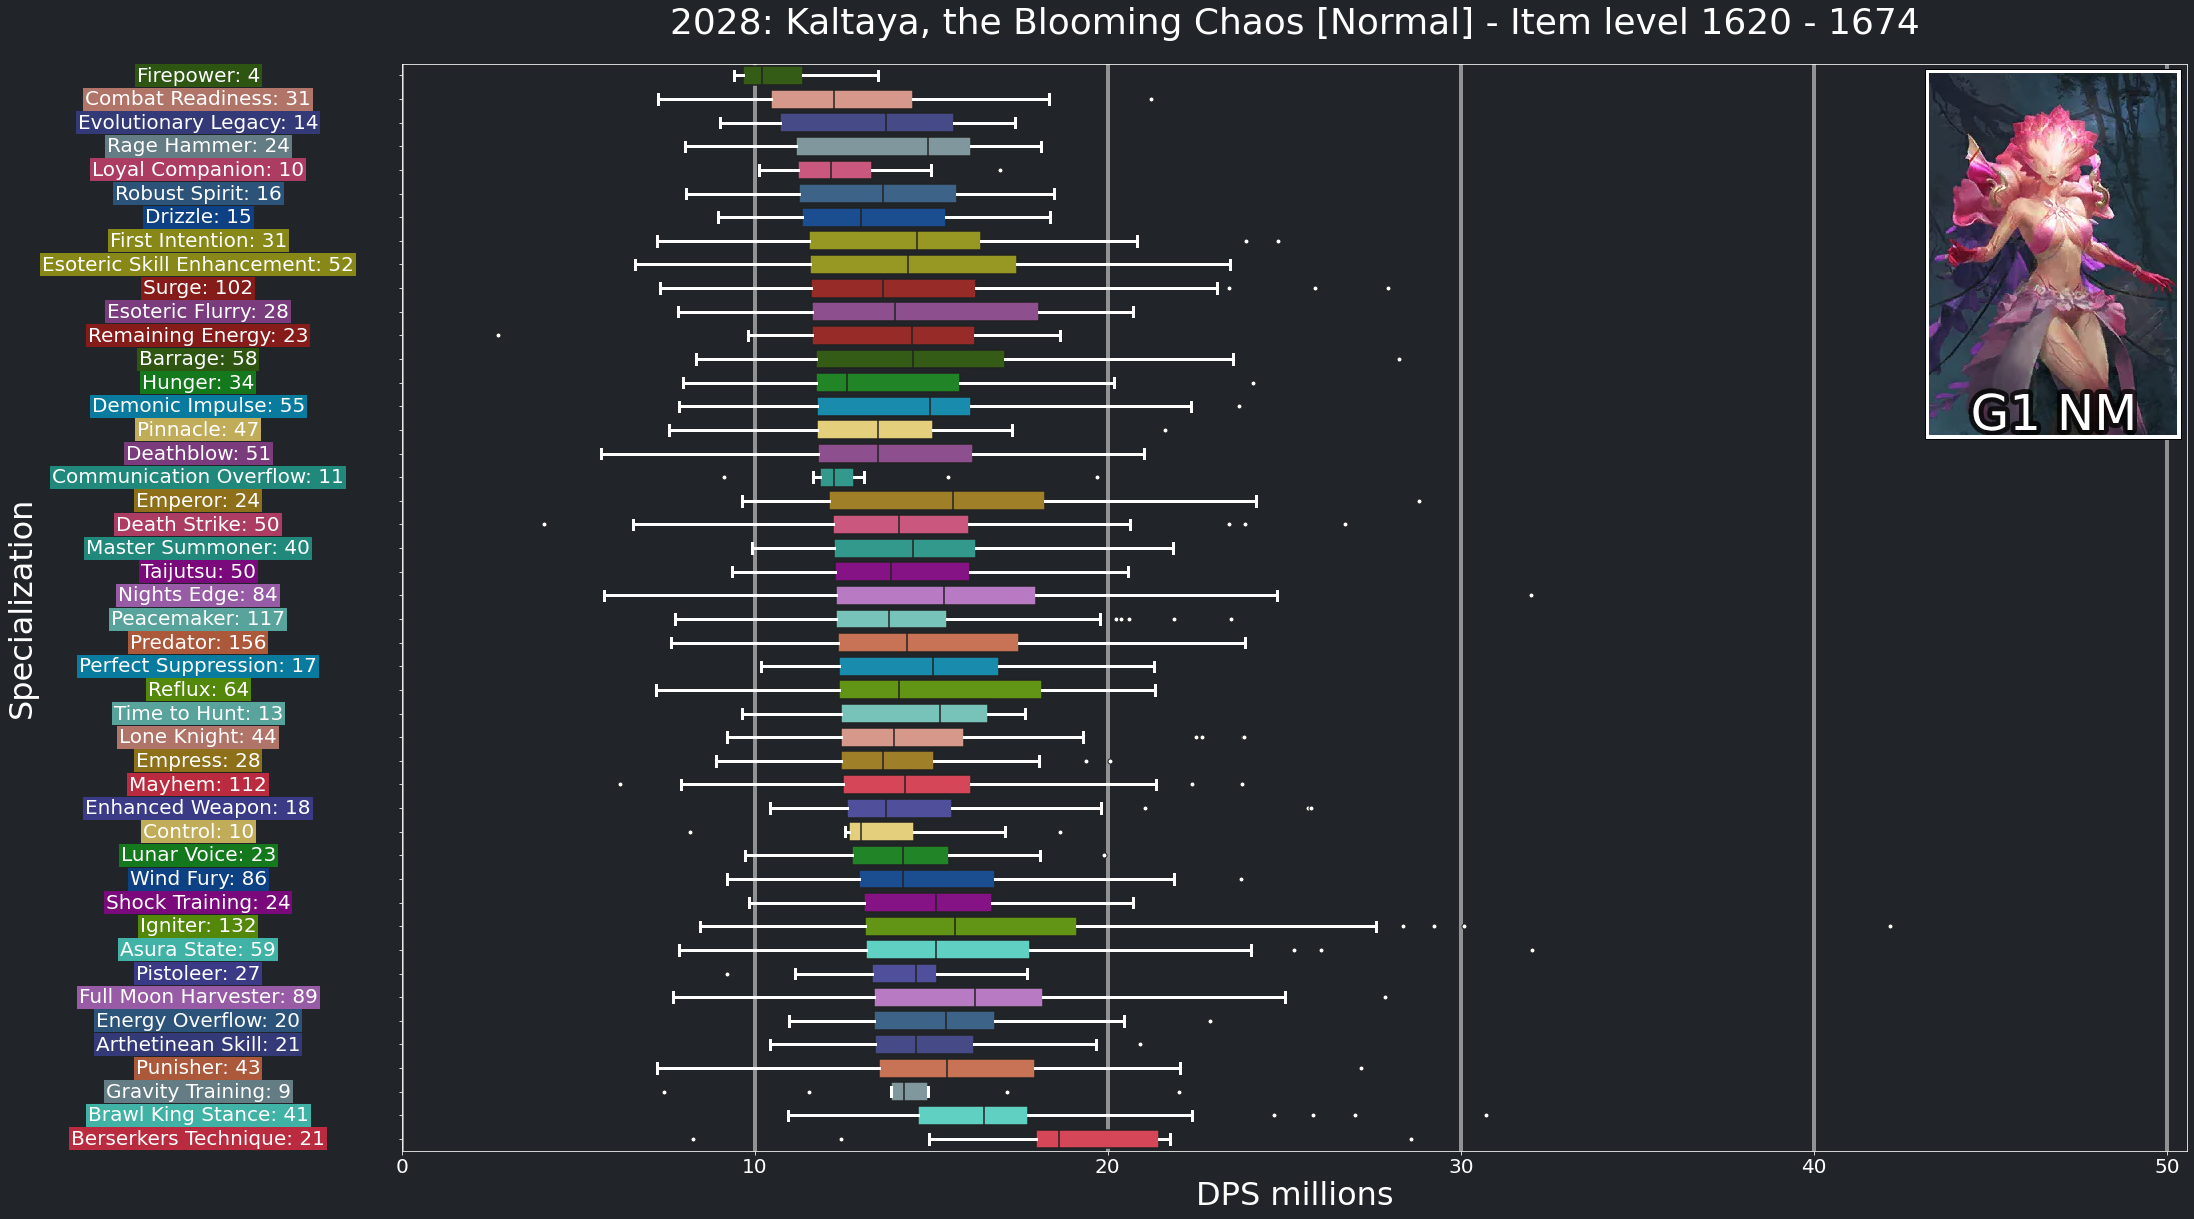 2028: Kaltaya, the Blooming Chaos [Normal] - Item level 1620 - 1674
Specialization
Firepower: 4
Combat Readiness: 31
Evolutionary Legacy: 14
Rage Hammer: 24
Loyal Companion: 10
Robust Spirit: 16
Drizzle: 15
First Intention: 31
Esoteric Skill Enhancement: 52
Surge: 102
Esoteric Flurry: 28
Remaining Energy: 23
Barrage: 58
Hunger: 34
Demonic Impulse: 55
Pinnacle: 47
Deathblow: 51
Communication Overflow: 11
Emperor: 24
Death Strike: 50
Master Summoner: 40
Taijutsu: 50
Nights Edge: 84
Peacemaker: 117
Predator: 156
Perfect Suppression: 17
Reflux: 64
Time to Hunt: 13
Lone Knight: 44
Empress: 28
Mayhem: 112
Enhanced Weapon: 18
Control: 10
Lunar Voice: 23
Wind Fury: 86
Shock Training: 24
Igniter: 132
Asura State: 59
Pistoleer: 27
Full Moon Harvester: 89
Energy Overflow: 20
Arthetinean Skill: 21
Punisher: 43
Gravity Training: 9
Brawl King Stance: 41
Berserkers Technique: 21
G1 NM
0 10 20 30 40 50
DPS millions